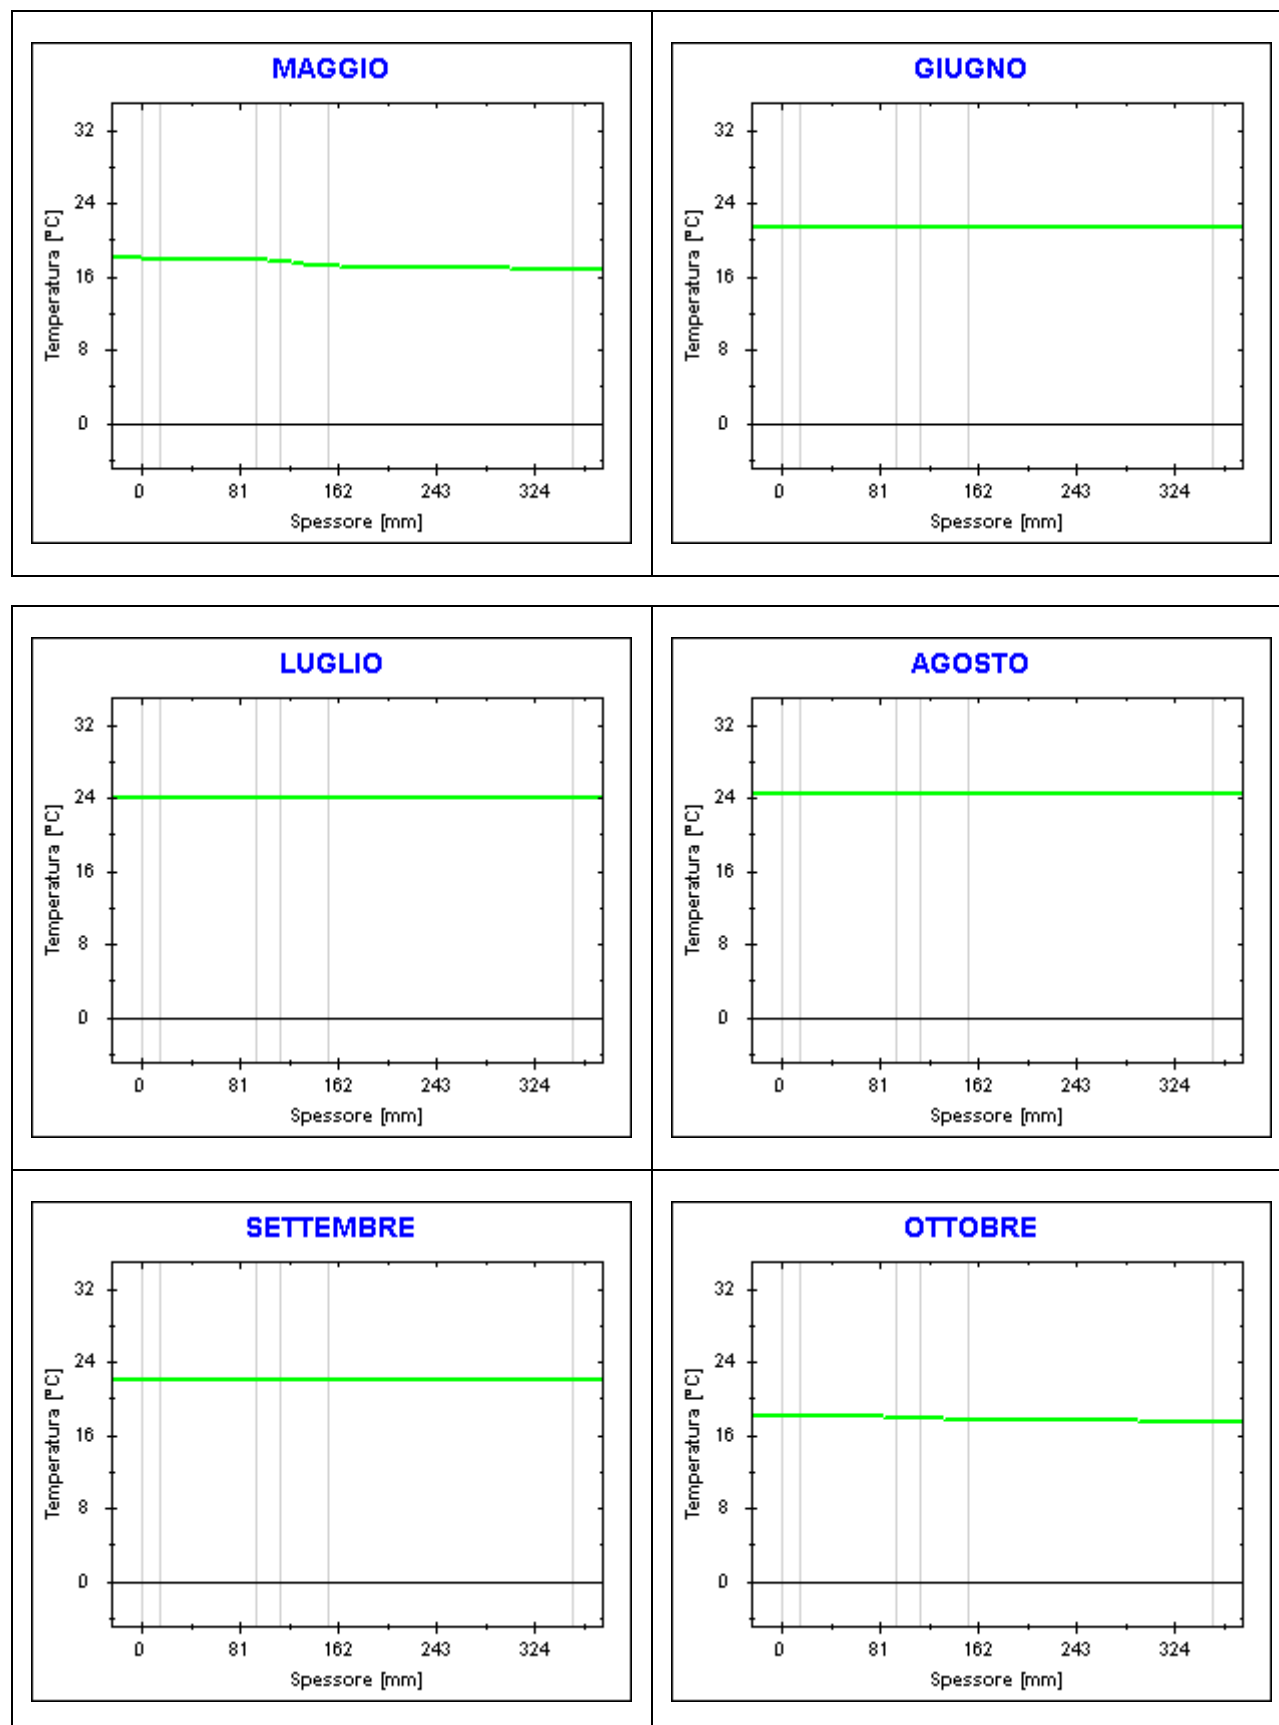 MAGGIO
32
24
16
8
0
Temperatura [°C]
0 81 162 243 324
Spessore [mm]
GIUGNO
32
24
16
8
0
Temperatura [°C]
0 81 162 243 324
Spessore [mm]
LUGLIO
32
24
16
8
0
Temperatura [°C]
0 81 162 243 324
Spessore [mm]
AGOSTO
32
24
16
8
0
Temperatura [°C]
0 81 162 243 324
Spessore [mm]
SETTEMBRE
32
24
16
8
0
Temperatura [°C]
0 81 162 243 324
Spessore [mm]
OTTOBRE
32
24
16
8
0
Temperatura [°C]
0 81 162 243 324
Spessore [mm]